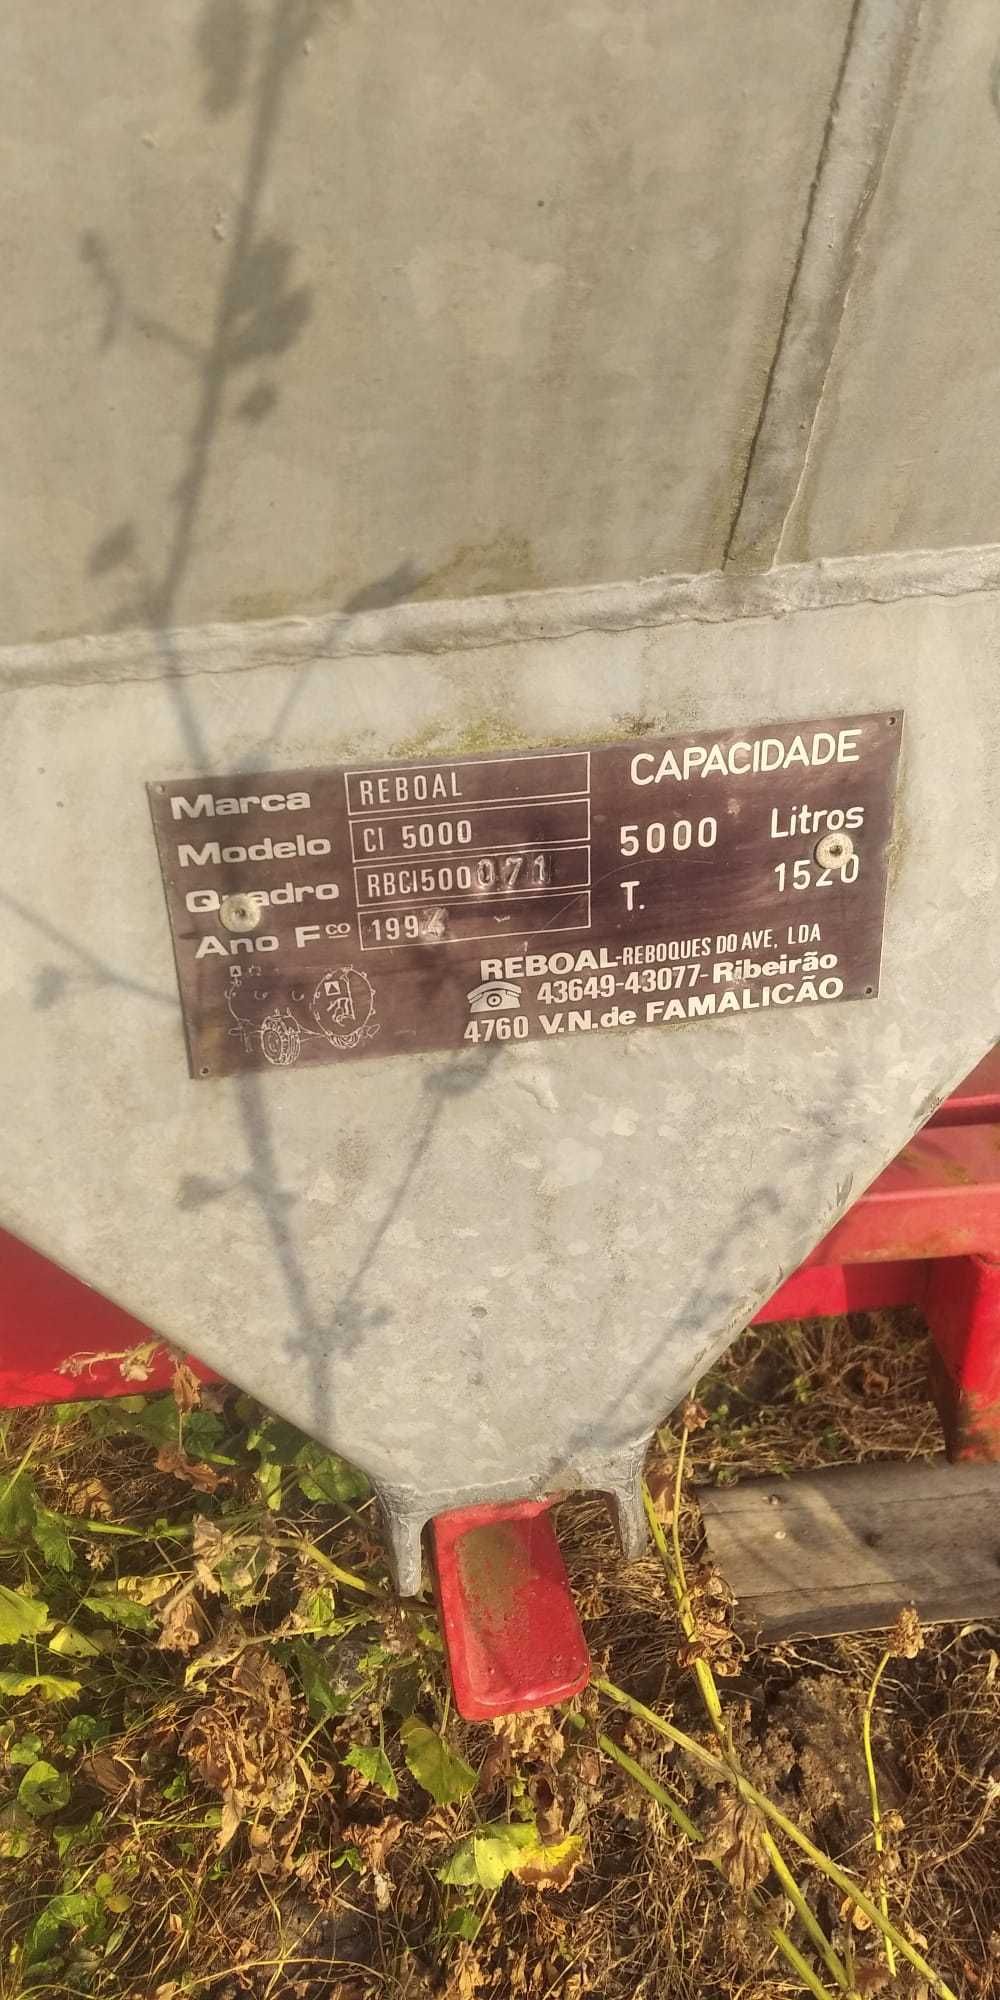 Marca REBOAL
Modelo CI 5000
Quadro RBCI500071
Ano Fco
CAPACIDADE
5000 Litros
T. 1520
REBOAL-REBOQUES DO AVE, LDA
43649-43077-Ribeirão
4760 V.N.de FAMALICÃO